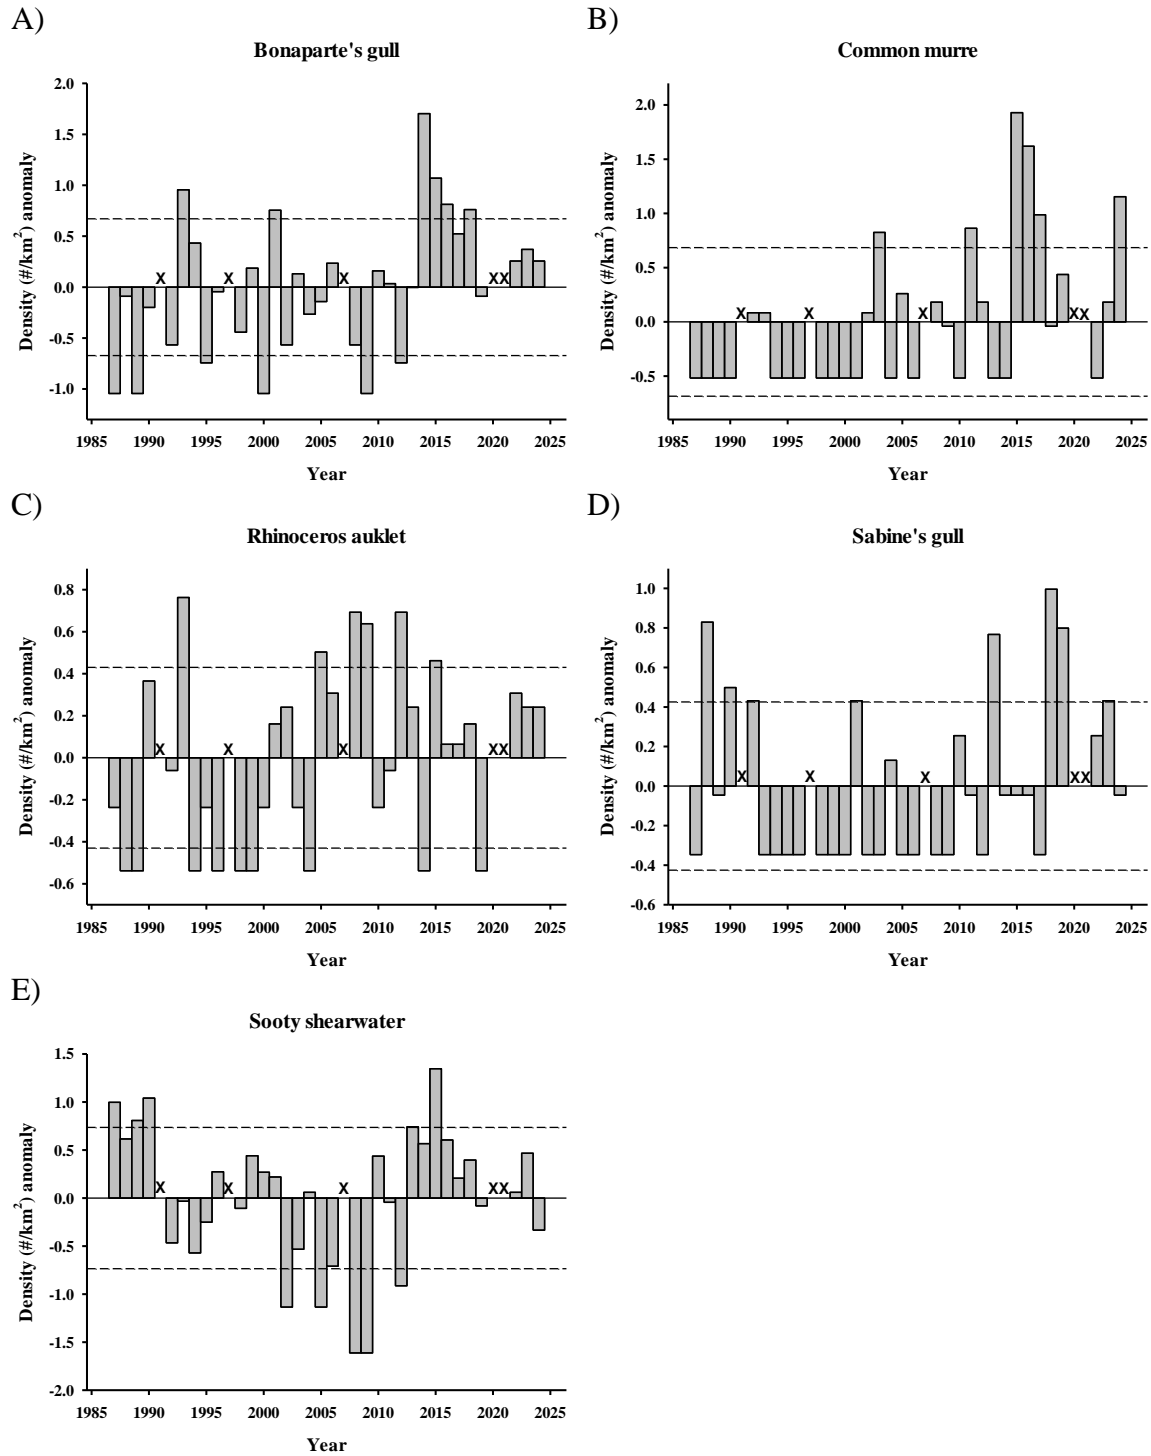 A)
Bonaparte's gull
Density (#/km²) anomaly
2.0
1.5
1.0
0.5
0.0
-0.5
-1.0
X X X X X
1985 1990 1995 2000 2005 2010 2015 2020 2025
Year
B)
Common murre
Density (#/km²) anomaly
2.0
1.5
1.0
0.5
0.0
-0.5
X X X X X
1985 1990 1995 2000 2005 2010 2015 2020 2025
Year
C)
Rhinoceros auklet
Density (#/km²) anomaly
0.8
0.6
0.4
0.2
0.0
-0.2
-0.4
-0.6
X X X X X
1985 1990 1995 2000 2005 2010 2015 2020 2025
Year
D)
Sabine's gull
Density (#/km²) anomaly
1.0
0.8
0.6
0.4
0.2
0.0
-0.2
-0.4
-0.6
X X X X X
1985 1990 1995 2000 2005 2010 2015 2020 2025
Year
E)
Sooty shearwater
Density (#/km²) anomaly
1.5
1.0
0.5
0.0
-0.5
-1.0
-1.5
-2.0
X X X X X
1985 1990 1995 2000 2005 2010 2015 2020 2025
Year